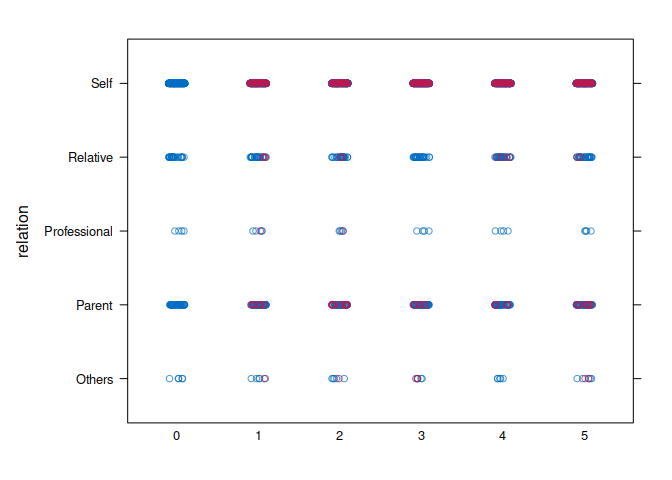 relation
Self
Relative
Professional
Parent
Others
0 1 2 3 4 5